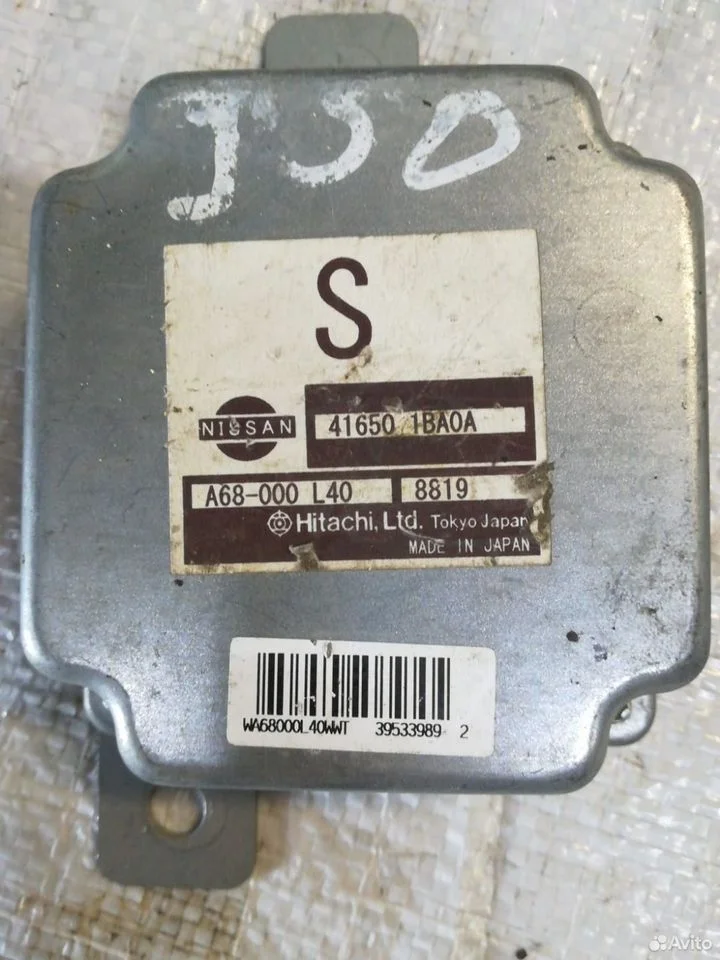 J50
S
NISSAN
41650 1BA0A
A68-000 L40
8819
Hitachi, Ltd. Tokyo Japan
MADE IN JAPAN
WA68000L40WWT 39533989 2
Avito